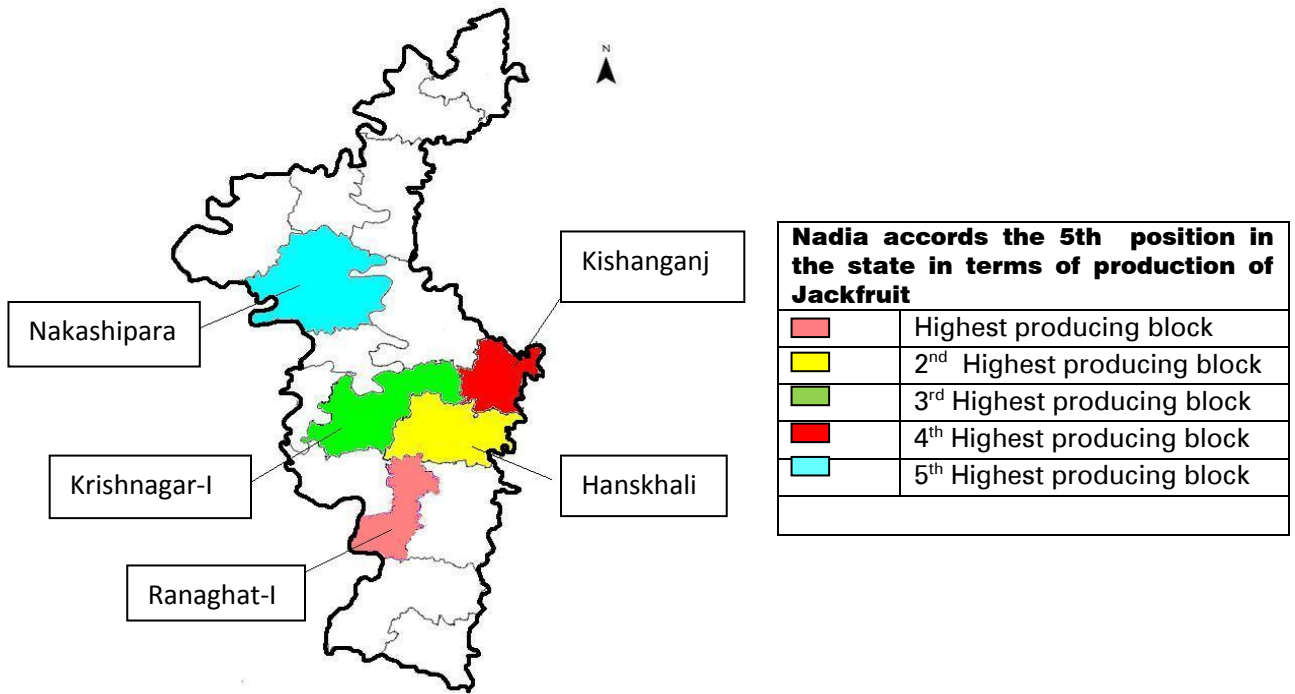 N
Kishanganj
Nakashipara
Krishnagar-I
Hanskhali
Ranaghat-I
Nadia accords the 5th position in
the state in terms of production of
Jackfruit
Highest producing block
2nd Highest producing block
3rd Highest producing block
4th Highest producing block
5th Highest producing block